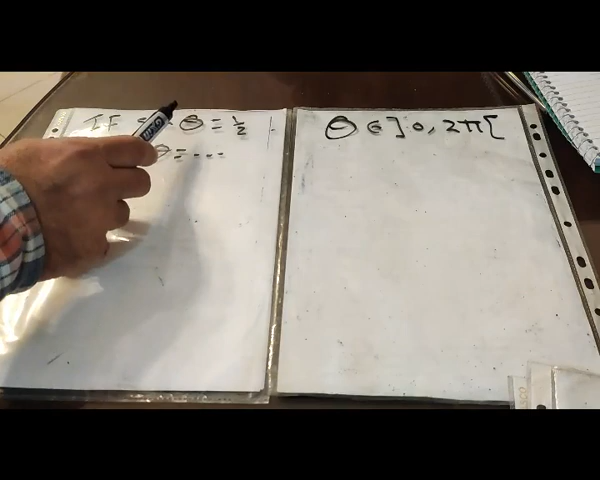 IF θ = 1/2
θ = ...
θ ∈ ]0, 2π[